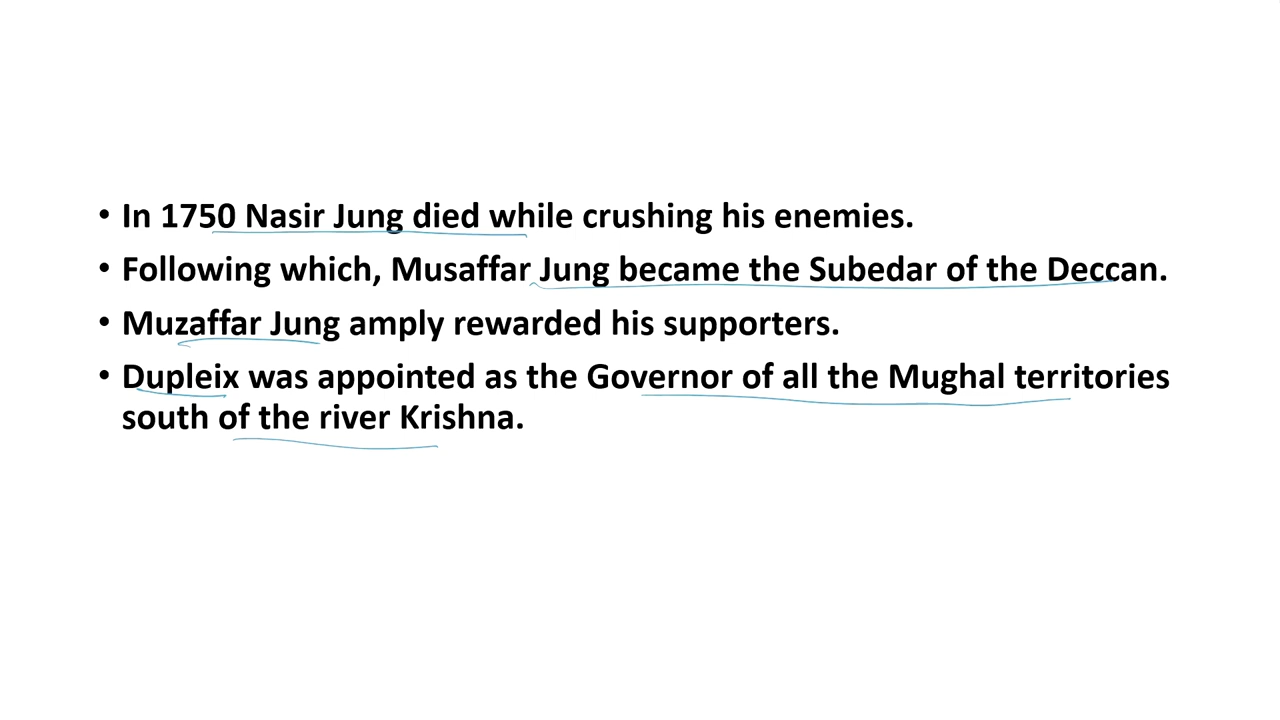 • In 1750 Nasir Jung died while crushing his enemies.
• Following which, Musaffar Jung became the Subedar of the Deccan.
• Muzaffar Jung amply rewarded his supporters.
• Dupleix was appointed as the Governor of all the Mughal territories
south of the river Krishna.